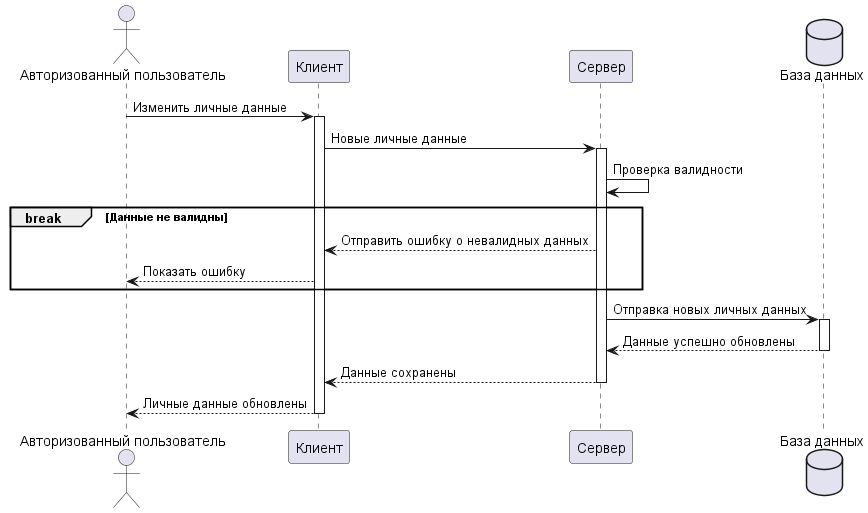 Авторизованный пользователь
Клиент
Сервер
База данных
Изменить личные данные
Новые личные данные
Проверка валидности
break
[Данные не валидны]
Отправить ошибку о невалидных данных
Показать ошибку
Отправка новых личных данных
Данные успешно обновлены
Данные сохранены
Личные данные обновлены
Авторизованный пользователь
Клиент
Сервер
База данных